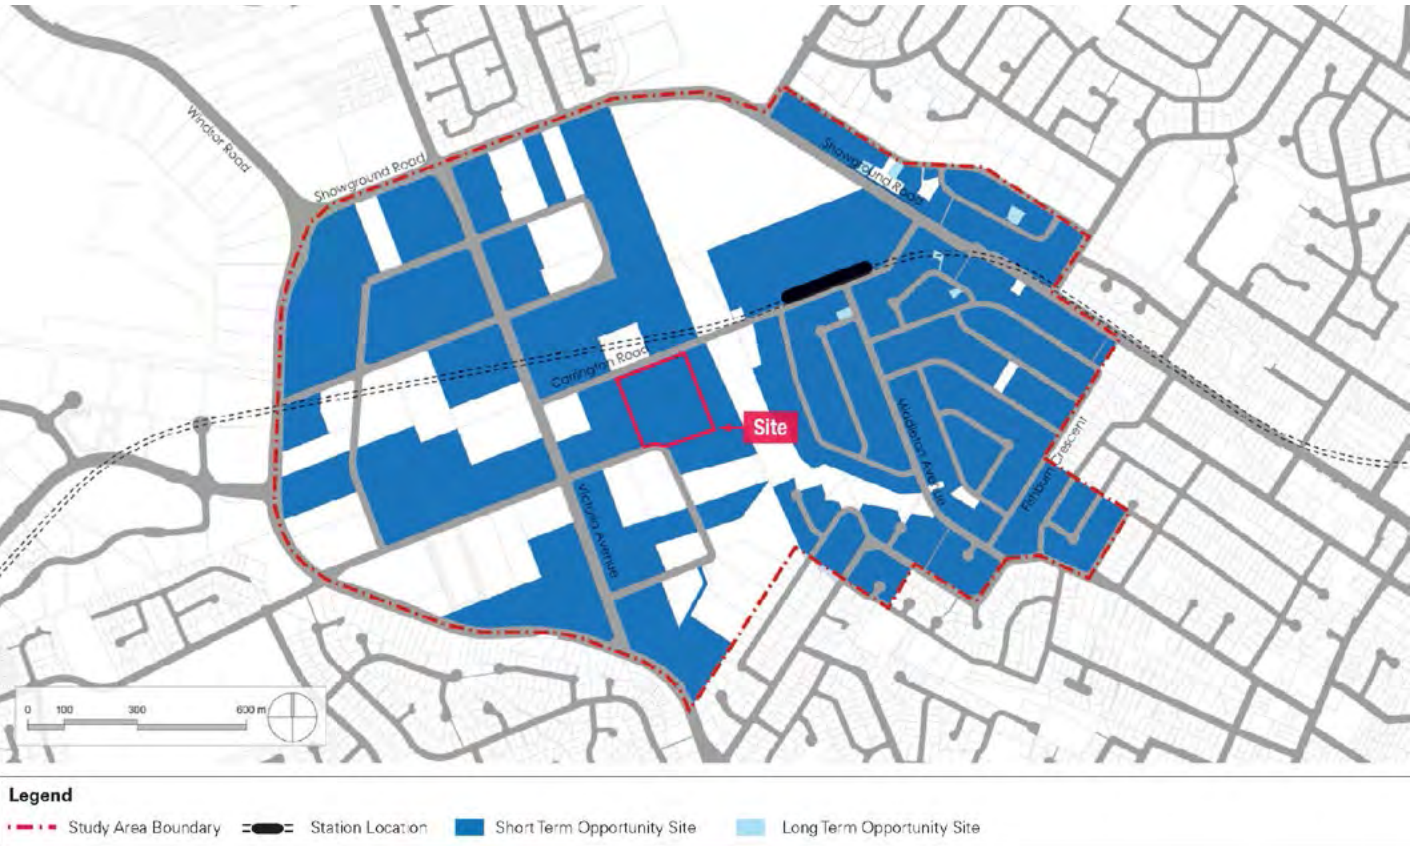 Windsor Road
Showground Road
Showground Road
Carrington Road
Site
Middleton Avenue
Fishburn Crescent
Victoria Avenue
0 100 300 600 m
Legend
Study Area Boundary Station Location Short Term Opportunity Site Long Term Opportunity Site